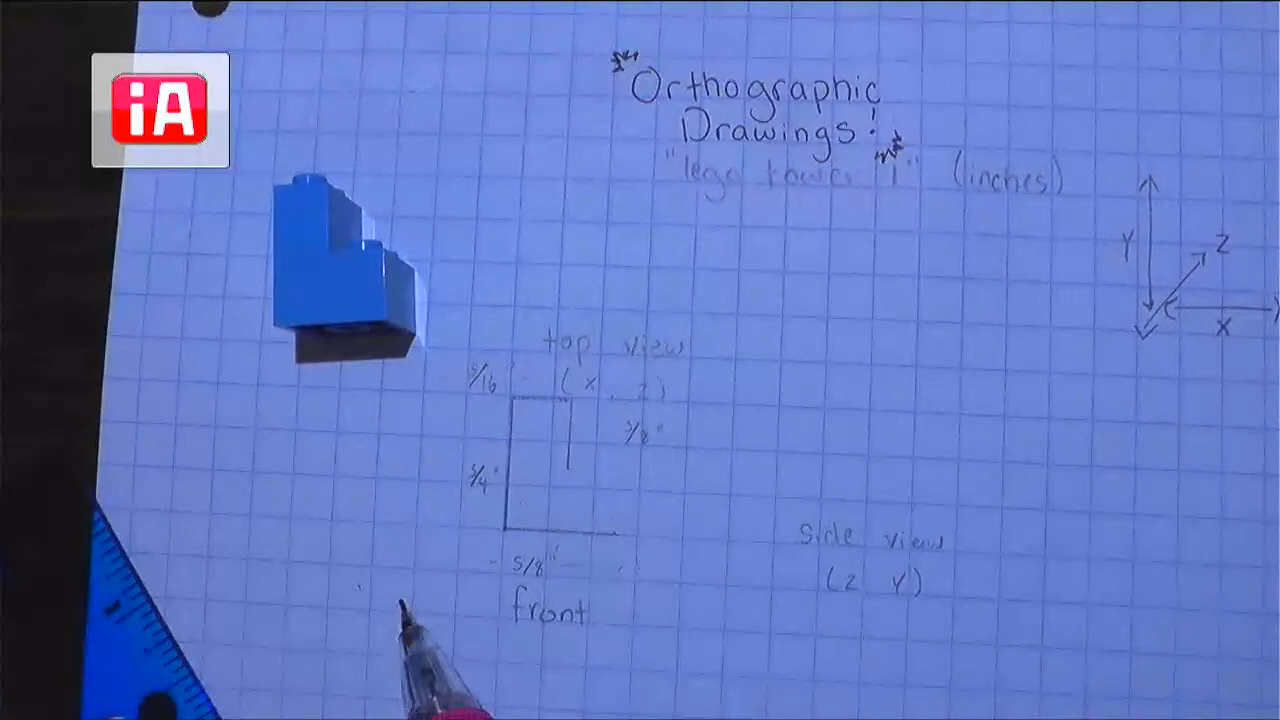 iA
Orthographic
Drawings:
"lego tower 1" (inches)
Y
Z
X
top view
5/16"
(x, z)
3/8"
3/4"
side view
(z y)
5/8"
front